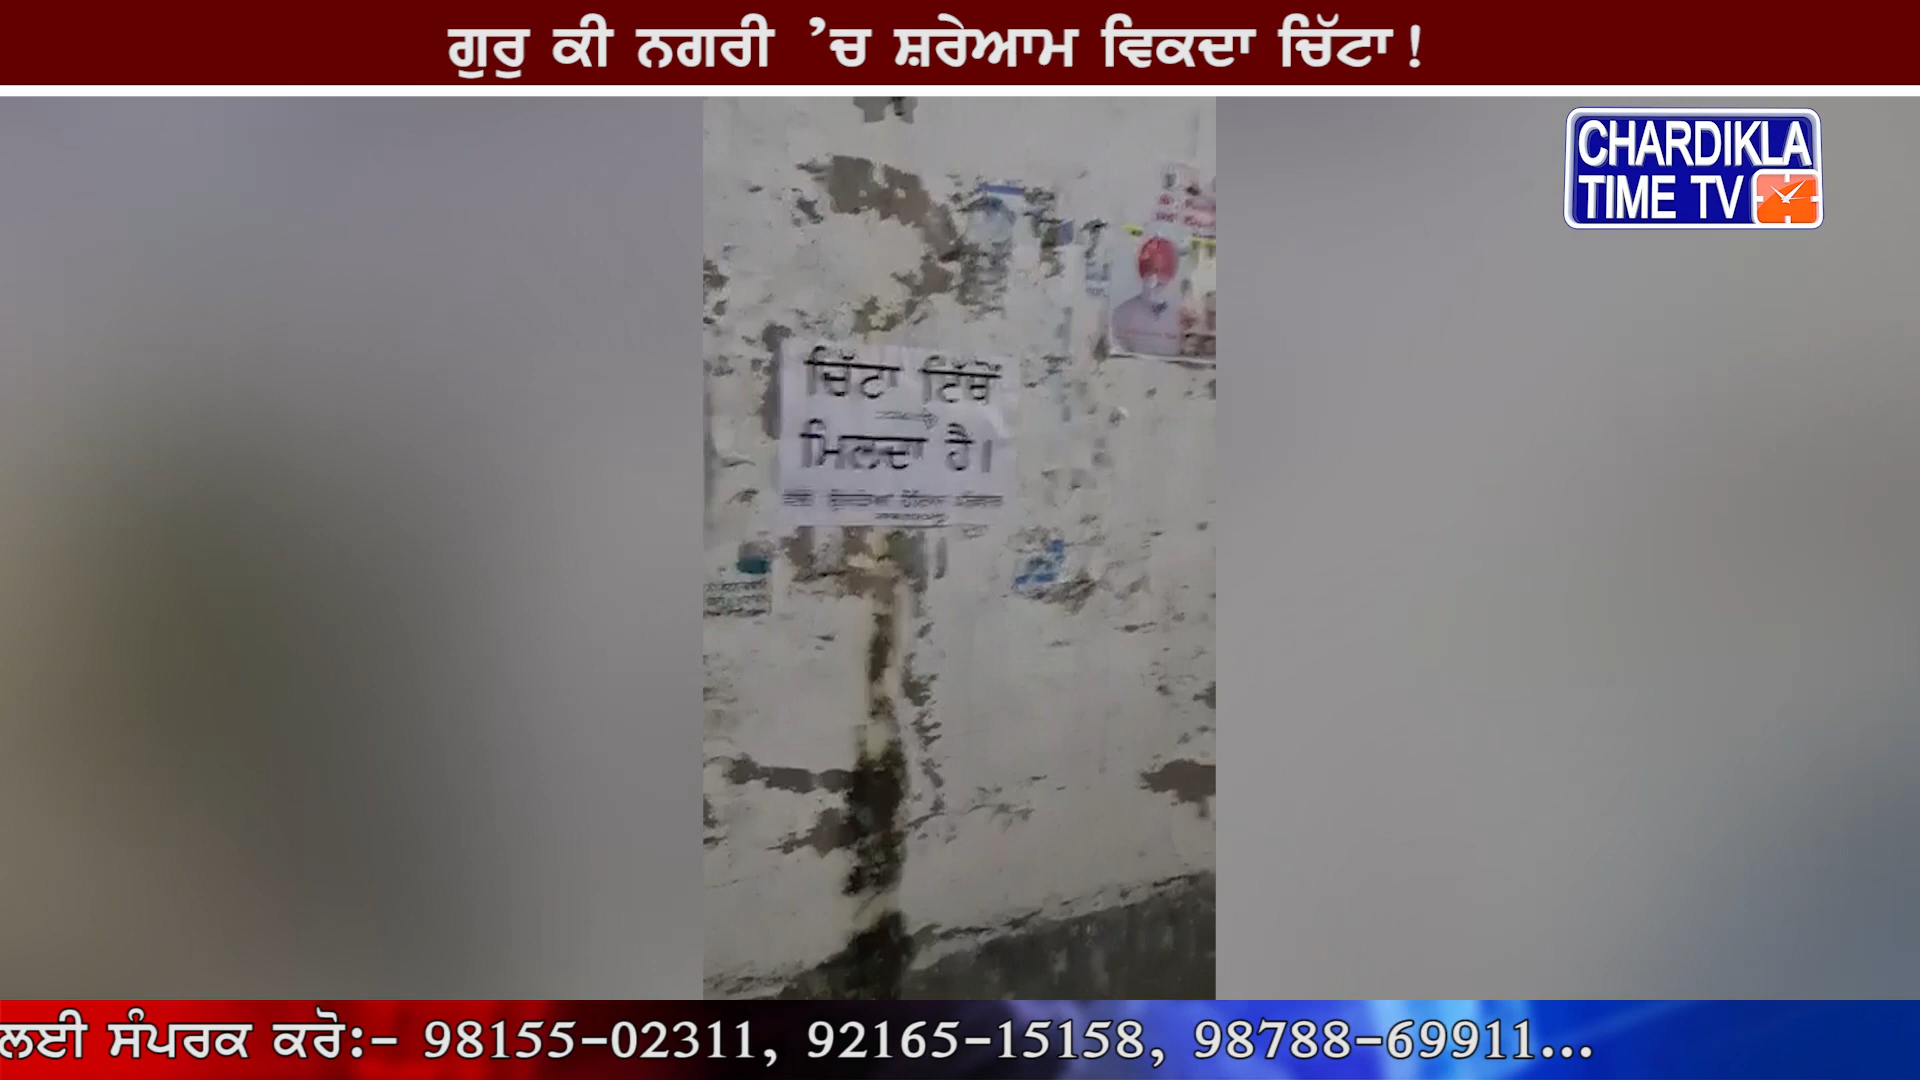 ਗੁਰੁ ਕੀ ਨਗਰੀ 'ਚ ਸ਼ਰੇਆਮ ਵਿਕਦਾ ਚਿੱਟਾ!
CHARDIKLA
TIME TV
ਚਿੱਟਾ ਇੱਥੋਂ
ਮਿਲਦਾ ਹੈ।
ਲਈ ਸੰਪਰਕ ਕਰੋ:- 98155-02311, 92165-15158, 98788-69911...